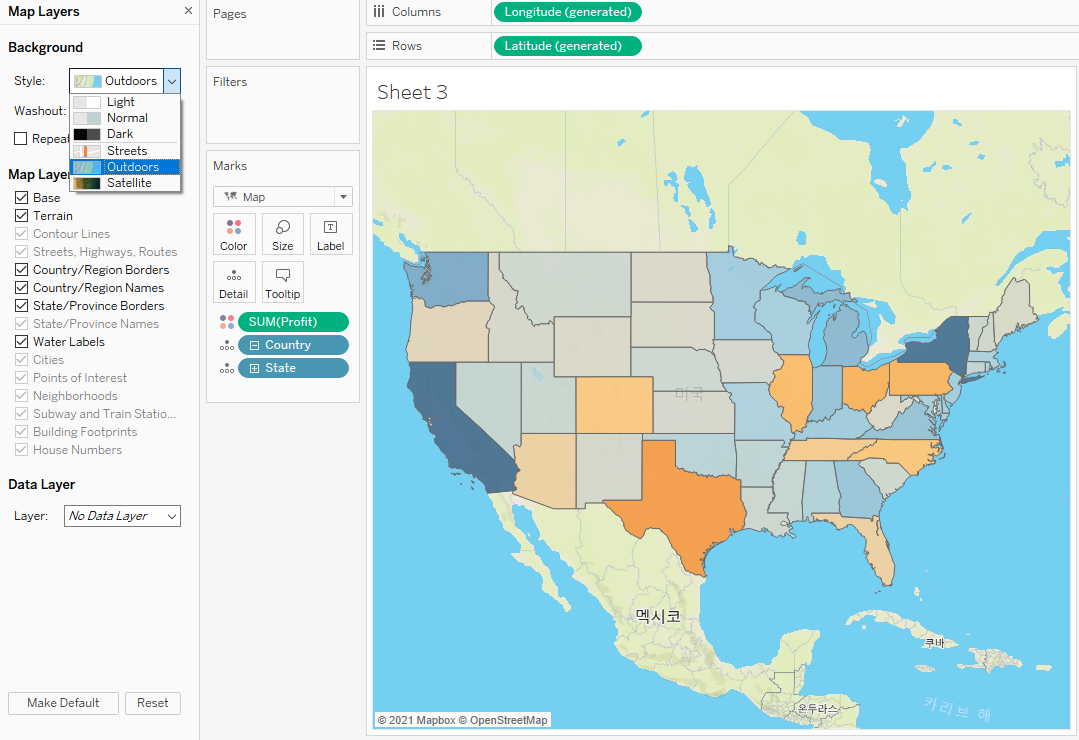 Map Layers
Background
Style:
Outdoors
Light
Normal
Dark
Streets
Outdoors
Satellite
Washout:
Repeat
Map Layer
Base
Terrain
Contour Lines
Streets, Highways, Routes
Country/Region Borders
Country/Region Names
State/Province Borders
State/Province Names
Water Labels
Cities
Points of Interest
Neighborhoods
Subway and Train Statio...
Building Footprints
House Numbers
Data Layer
Layer:
No Data Layer
Make Default
Reset
Pages
Filters
Marks
Map
Color
Size
Label
Detail
Tooltip
SUM(Profit)
Country
State
Columns
Longitude (generated)
Rows
Latitude (generated)
Sheet 3
미국
멕시코
쿠바
온두라스
카리브 해
© 2021 Mapbox © OpenStreetMap